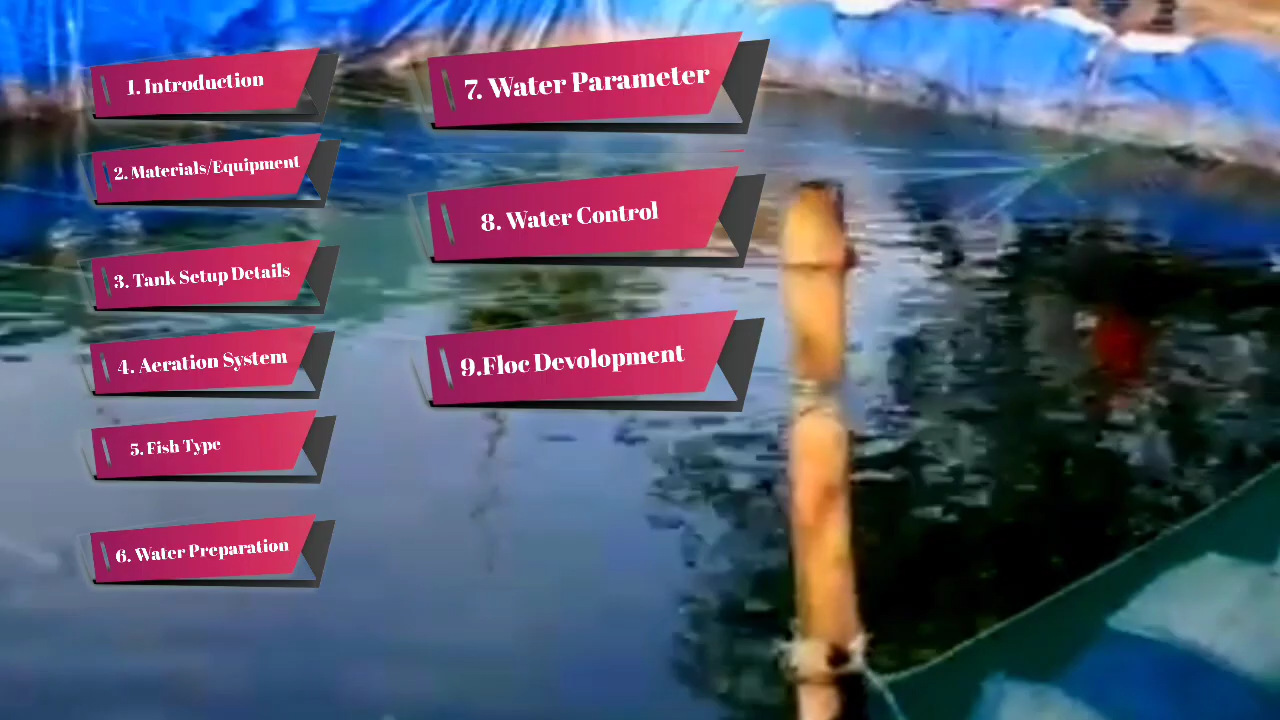 1. Introduction
2. Materials/Equipment
3. Tank Setup Details
4. Aeration System
5. Fish Type
6. Water Preparation
7. Water Parameter
8. Water Control
9.Floc Devolopment